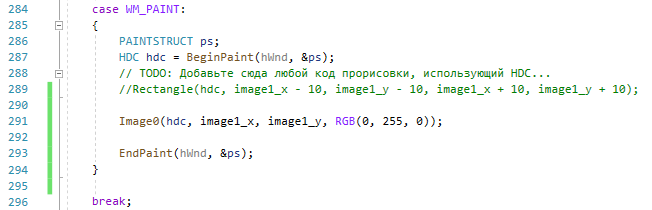 284 case WM_PAINT:
285 {
286 PAINTSTRUCT ps;
287 HDC hdc = BeginPaint(hWnd, &ps);
288 // TODO: Добавьте сюда любой код прорисовки, использующий HDC...
289 //Rectangle(hdc, image1_x - 10, image1_y - 10, image1_x + 10, image1_y + 10);
290
291 Image0(hdc, image1_x, image1_y, RGB(0, 255, 0));
292
293 EndPaint(hWnd, &ps);
294 }
295
296 break;